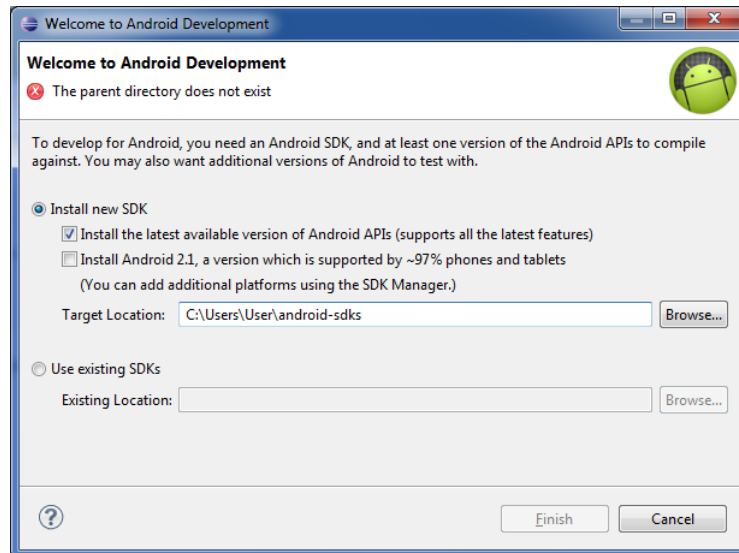 Welcome to Android Development
Welcome to Android Development
The parent directory does not exist
To develop for Android, you need an Android SDK, and at least one version of the Android APIs to compile
against. You may also want additional versions of Android to test with.
Install new SDK
Install the latest available version of Android APIs (supports all the latest features)
Install Android 2.1, a version which is supported by ~97% phones and tablets
(You can add additional platforms using the SDK Manager.)
Target Location: C:\Users\User\android-sdks Browse...
Use existing SDKs
Existing Location: Browse...
? Finish Cancel